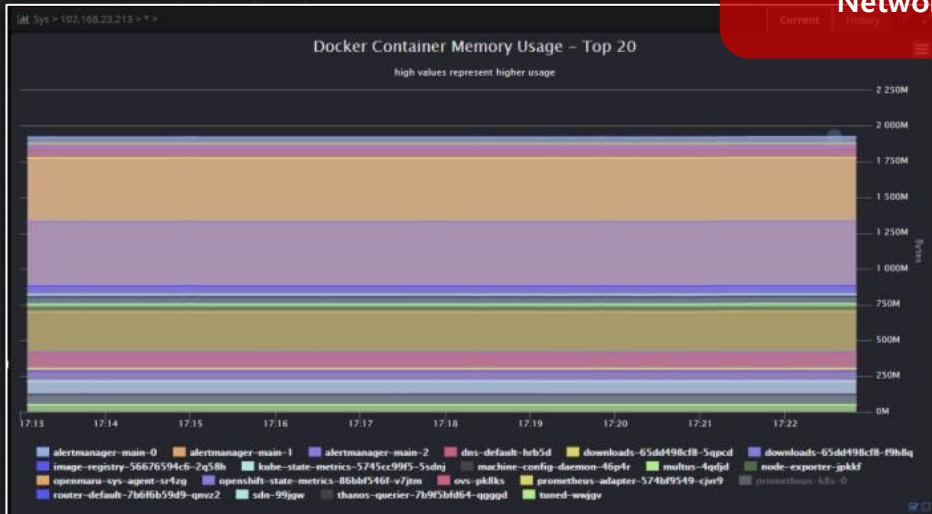 Networ
Sys > 192.168.23.213 > * >
Current History
Docker Container Memory Usage - Top 20
high values represent higher usage
2 250M
2 000M
1 750M
1 500M
1 250M
1 000M
750M
500M
250M
0M
Bytes
17:13 17:14 17:15 17:16 17:17 17:18 17:19 17:20 17:21 17:22
alertmanager-main-0 alertmanager-main-1 alertmanager-main-2 dns-default-hrb5d downloads-65dd498cf8-5qpcd downloads-65dd498cf8-f9h8q
image-registry-56676594c6-2q58h kube-state-metrics-5745cc99f5-5sdnj machine-config-daemon-46p4r multus-4qdjd node-exporter-jpkkf
openmaru-sys-agent-sr4zg openshift-state-metrics-86bbf546f-v7jtm ovs-pk8ks prometheus-adapter-574bf9549-cjvr9 prometheus-k8s-0
router-default-7b6f6b59d9-qnvz2 sdn-99jgw thanos-querier-7b9f5bfd64-qgggd tuned-wwjgv